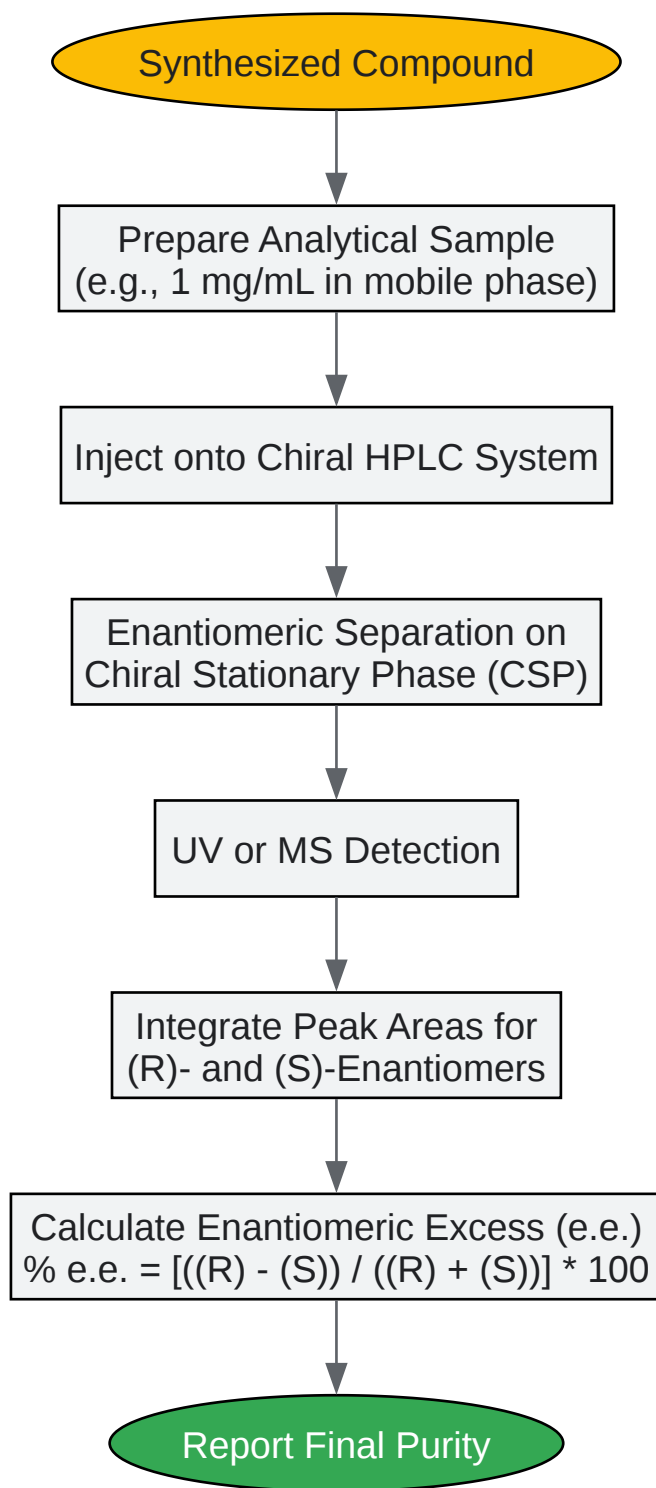 Synthesized Compound
Prepare Analytical Sample
(e.g., 1 mg/mL in mobile phase)
Inject onto Chiral HPLC System
Enantiomeric Separation on
Chiral Stationary Phase (CSP)
UV or MS Detection
Integrate Peak Areas for
(R)- and (S)-Enantiomers
Calculate Enantiomeric Excess (e.e.)
% e.e. = [((R) - (S)) / ((R) + (S))] * 100
Report Final Purity